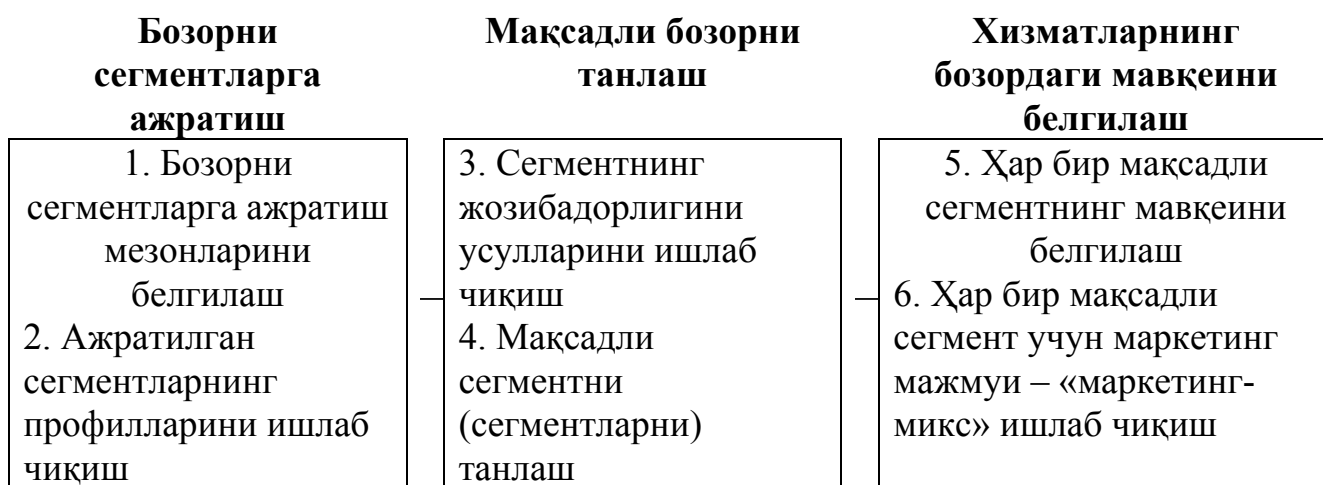 Бозорни
сегментларга
ажратиш
1. Бозорни
сегментларга ажратиш
мезонларини
белгилаш
2. Ажратилган
сегментларнинг
профилларини ишлаб
чиқиш
Мақсадли бозорни
танлаш
3. Сегментнинг
жозибадорлигини
усулларини ишлаб
чиқиш
4. Мақсадли
сегментни
(сегментларни)
танлаш
Хизматларнинг
бозордаги мавқеини
белгилаш
5. Ҳар бир мақсадли
сегментнинг мавқеини
белгилаш
6. Ҳар бир мақсадли
сегмент учун маркетинг
мажмуи – «маркетинг-
микс» ишлаб чиқиш